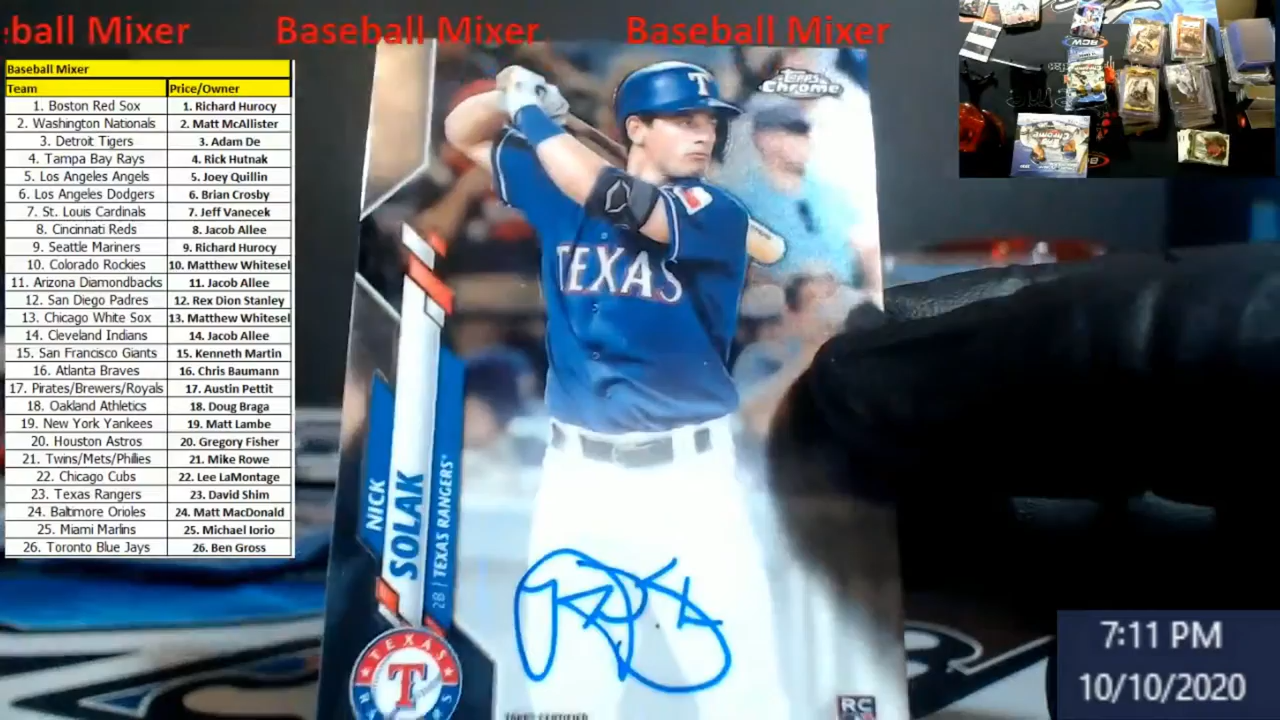 ball Mixer Baseball Mixer Baseball Mixer
Baseball Mixer
Team Price/Owner
1. Boston Red Sox 1. Richard Hurocy
2. Washington Nationals 2. Matt McAllister
3. Detroit Tigers 3. Adam De
4. Tampa Bay Rays 4. Rick Hutnak
5. Los Angeles Angels 5. Joey Quillin
6. Los Angeles Dodgers 6. Brian Crosby
7. St. Louis Cardinals 7. Jeff Vanecek
8. Cincinnati Reds 8. Jacob Allee
9. Seattle Mariners 9. Richard Hurocy
10. Colorado Rockies 10. Matthew Whitesel
11. Arizona Diamondbacks 11. Jacob Allee
12. San Diego Padres 12. Rex Dion Stanley
13. Chicago White Sox 13. Matthew Whitesel
14. Cleveland Indians 14. Jacob Allee
15. San Francisco Giants 15. Kenneth Martin
16. Atlanta Braves 16. Chris Baumann
17. Pirates/Brewers/Royals 17. Austin Pettit
18. Oakland Athletics 18. Doug Braga
19. New York Yankees 19. Matt Lambe
20. Houston Astros 20. Gregory Fisher
21. Twins/Mets/Phillies 21. Mike Rowe
22. Chicago Cubs 22. Lee LaMontage
23. Texas Rangers 23. David Shim
24. Baltimore Orioles 24. Matt MacDonald
25. Miami Marlins 25. Michael Iorio
26. Toronto Blue Jays 26. Ben Gross
Topps
Chrome
T
TEXAS
NICK
SOLAK
2B | TEXAS RANGERS
TEXAS
T
TOPPS CERTIFIED
RC
7:11 PM
10/10/2020